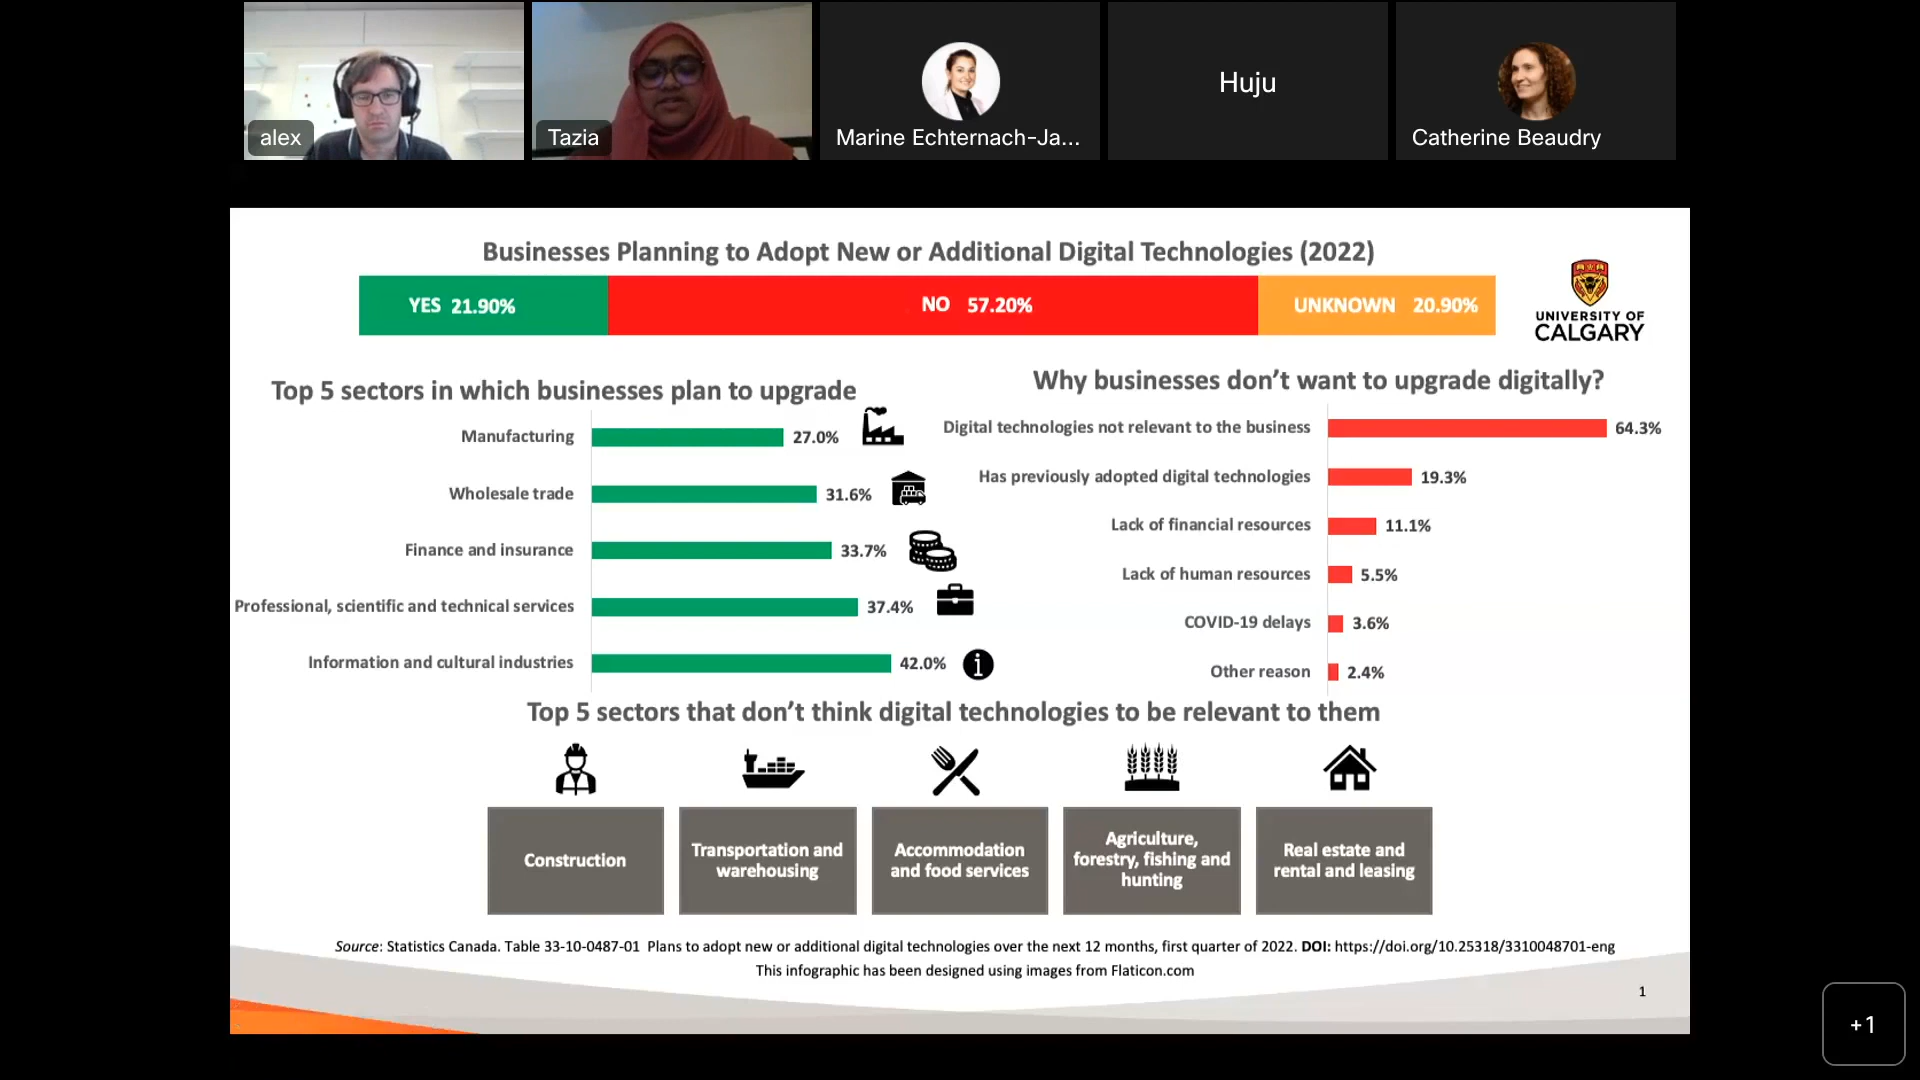 alex
Tazia
Marine Echternach-Ja...
Huju
Catherine Beaudry
Businesses Planning to Adopt New or Additional Digital Technologies (2022)
YES 21.90%
NO 57.20%
UNKNOWN 20.90%
UNIVERSITY OF
CALGARY
Top 5 sectors in which businesses plan to upgrade
Manufacturing 27.0%
Wholesale trade 31.6%
Finance and insurance 33.7%
Professional, scientific and technical services 37.4%
Information and cultural industries 42.0%
Why businesses don't want to upgrade digitally?
Digital technologies not relevant to the business 64.3%
Has previously adopted digital technologies 19.3%
Lack of financial resources 11.1%
Lack of human resources 5.5%
COVID-19 delays 3.6%
Other reason 2.4%
Top 5 sectors that don't think digital technologies to be relevant to them
Construction
Transportation and
warehousing
Accommodation
and food services
Agriculture,
forestry, fishing and
hunting
Real estate and
rental and leasing
Source: Statistics Canada. Table 33-10-0487-01 Plans to adopt new or additional digital technologies over the next 12 months, first quarter of 2022. DOI: https://doi.org/10.25318/3310048701-eng
This infographic has been designed using images from Flaticon.com
1
+1